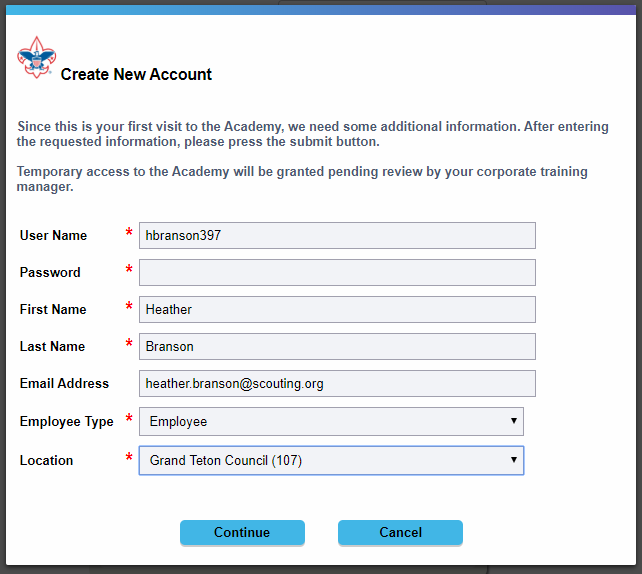 Create New Account
Since this is your first visit to the Academy, we need some additional information. After entering
the requested information, please press the submit button.
Temporary access to the Academy will be granted pending review by your corporate training
manager.
User Name * hbranson397
Password *
First Name * Heather
Last Name * Branson
Email Address heather.branson@scouting.org
Employee Type * Employee
Location * Grand Teton Council (107)
Continue Cancel